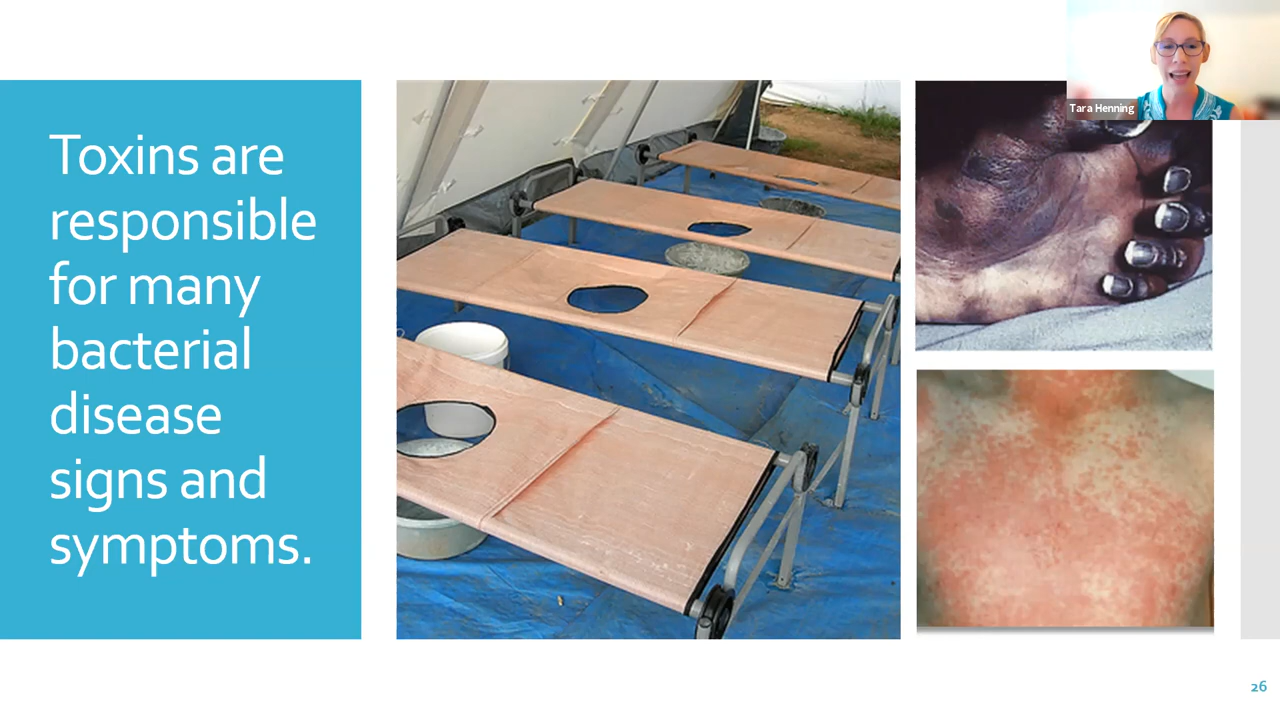 Toxins are
responsible
for many
bacterial
disease
signs and
symptoms.
Tara Henning
26